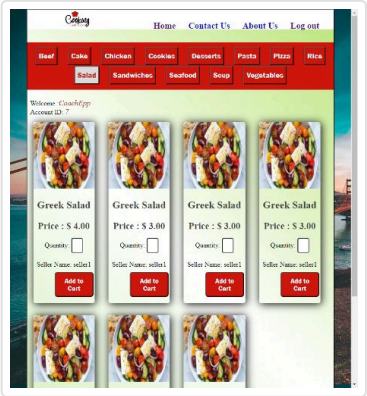 Cooking
Home Contact Us About Us Log out
Beef Cake Chicken Cookies Desserts Pasta Pizza Rice
Salad Sandwiches Seafood Soup Vegetables
Welcome :CoachEpp
Account ID: 7
Greek Salad Greek Salad Greek Salad Greek Salad
Price : $ 4.00 Price : $ 3.00 Price : $ 3.00 Price : $ 3.00
Quantity: Quantity: Quantity: Quantity:
Seller Name: seller1 Seller Name: seller1 Seller Name: seller1 Seller Name: seller1
Add to Add to Add to Add to
Cart Cart Cart Cart